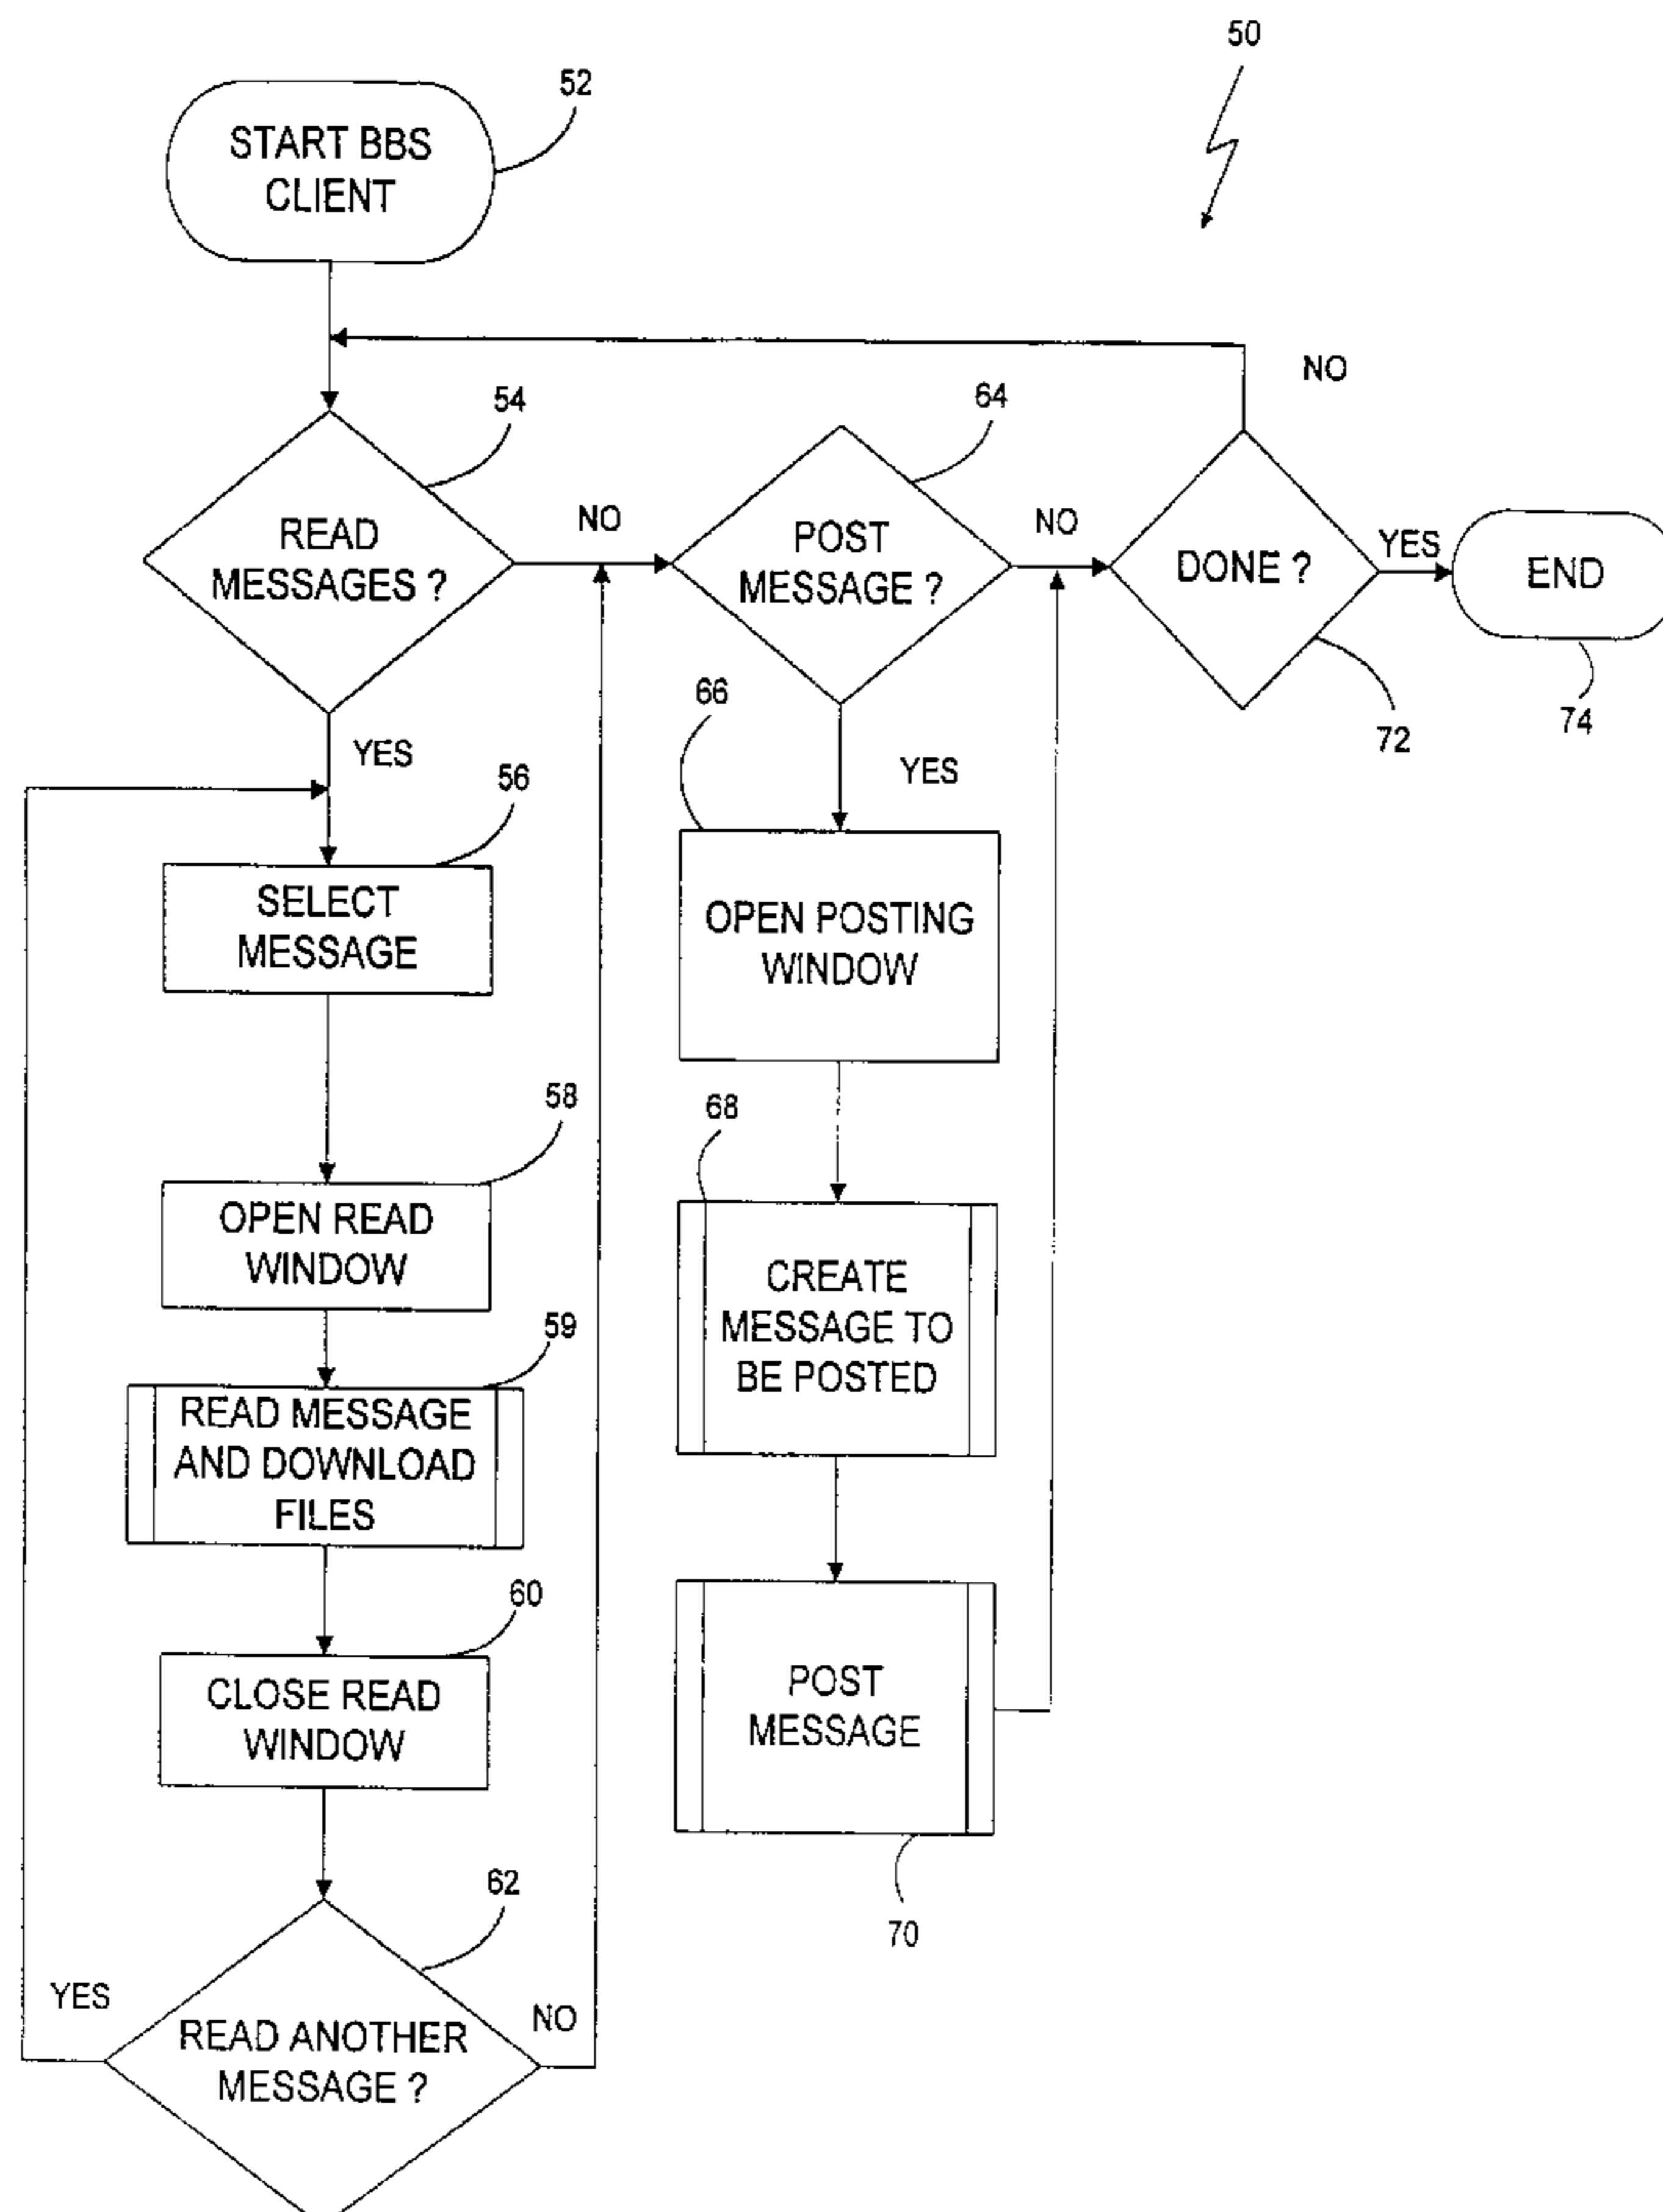 50
52
START BBS
CLIENT
NO
54
64
READ
MESSAGES ?
NO
POST
MESSAGE ?
NO
DONE ?
YES
END
72
74
YES
66
YES
56
SELECT
MESSAGE
OPEN POSTING
WINDOW
58
68
OPEN READ
WINDOW
CREATE
MESSAGE TO
BE POSTED
59
READ MESSAGE
AND DOWNLOAD
FILES
60
CLOSE READ
WINDOW
POST
MESSAGE
70
62
YES
NO
READ ANOTHER
MESSAGE ?